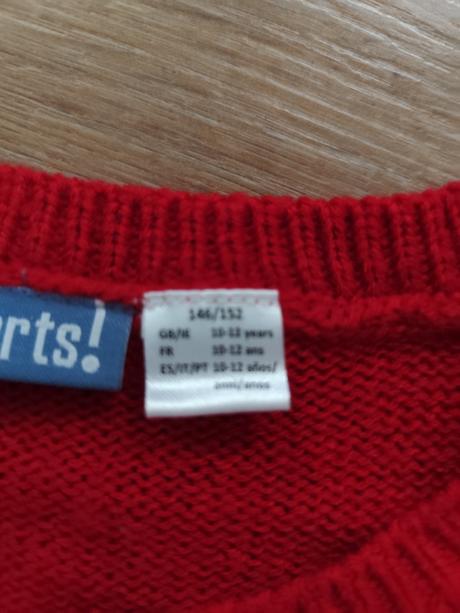 rts!
146/152
GB/IE 10-12 years
FR 10-12 ans
ES/IT/PT 10-12 años/
anni/anos